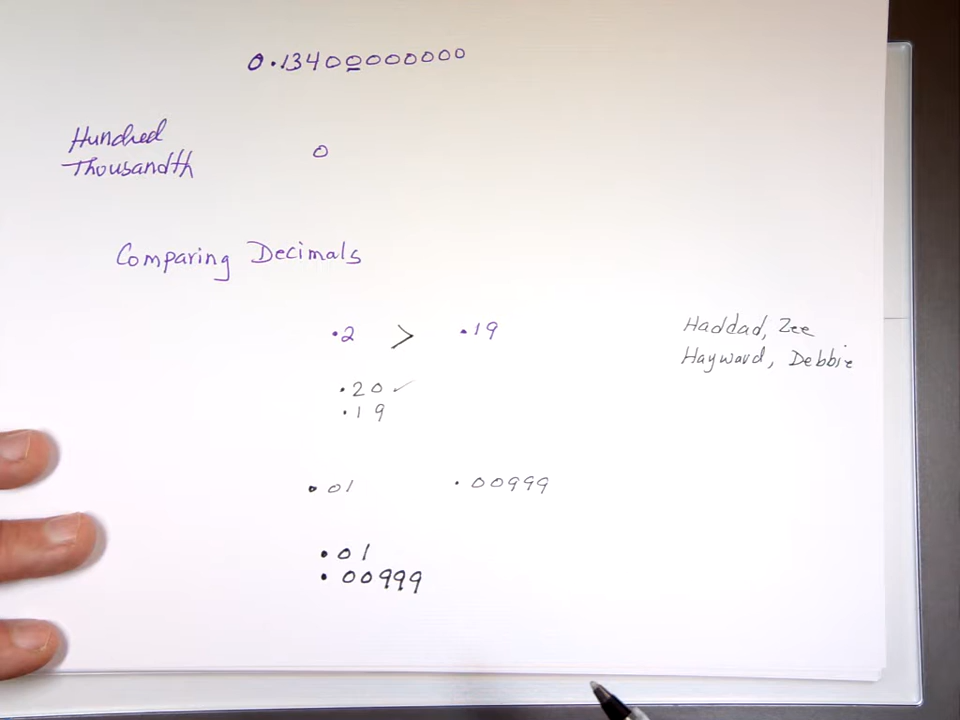 0.13400000000
Hundred
Thousandth
0
Comparing Decimals
.2 > .19
Haddad, Zee
Hayward, Debbie
.20 ✓
.19
.01 .00999
.01
.00999